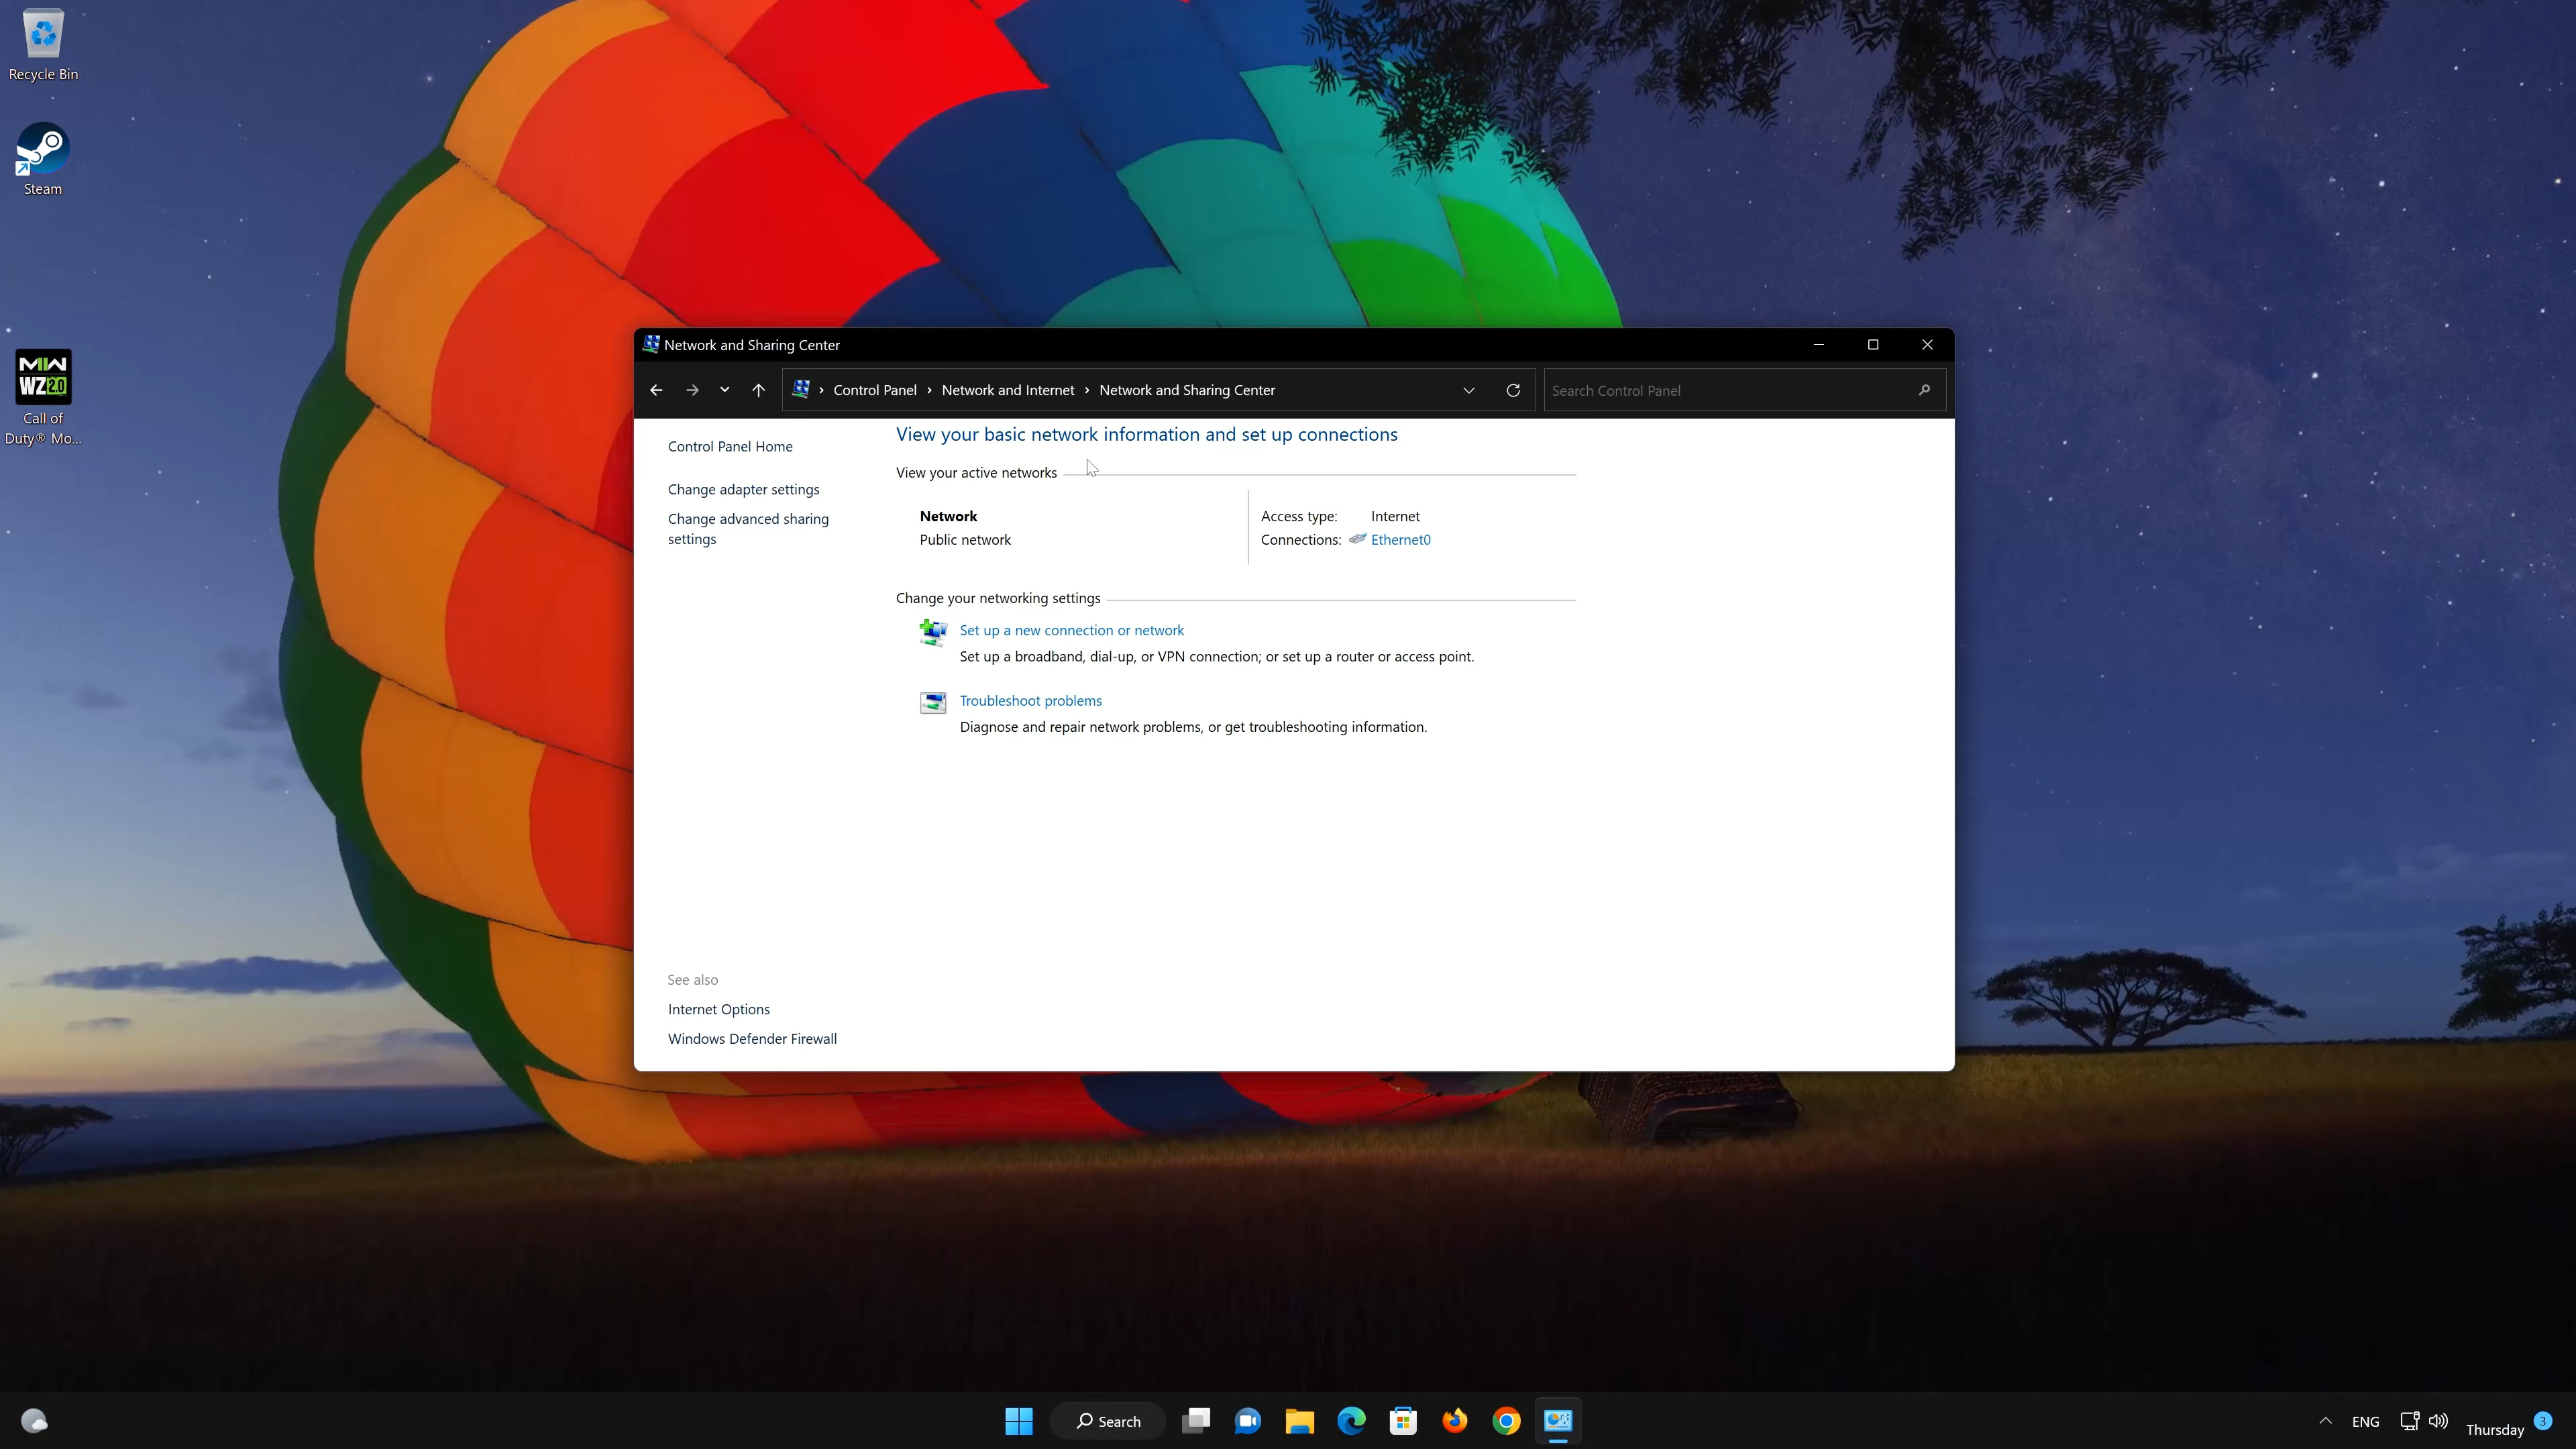 Recycle Bin
Steam
MW
WZ 2.0
Call of
Duty® Mo...
Network and Sharing Center
Control Panel › Network and Internet › Network and Sharing Center
Search Control Panel
Control Panel Home
Change adapter settings
Change advanced sharing
settings
View your basic network information and set up connections
View your active networks
Network
Public network
Access type: Internet
Connections: Ethernet0
Change your networking settings
Set up a new connection or network
Set up a broadband, dial-up, or VPN connection; or set up a router or access point.
Troubleshoot problems
Diagnose and repair network problems, or get troubleshooting information.
See also
Internet Options
Windows Defender Firewall
Search
ENG
Thursday
3